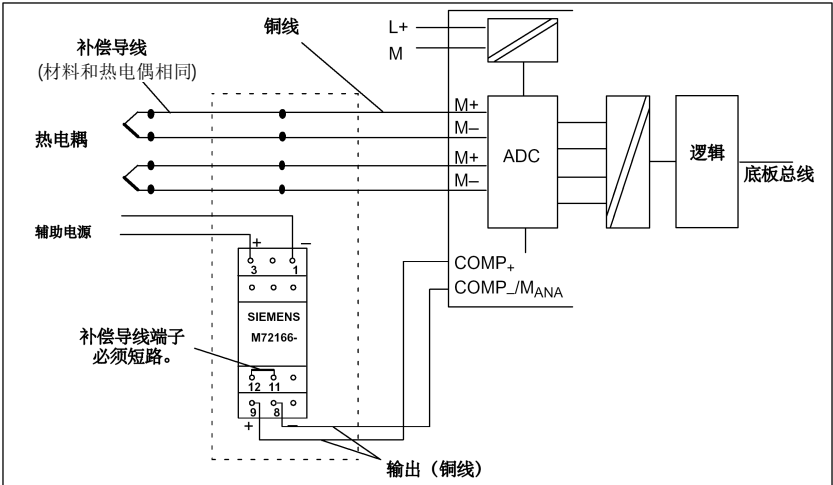 L+
铜线
补偿导线
M
(材料和热电偶相同)
M+
M–
热电耦
逻辑
ADC
M+
底板总线
M–
辅助电源
+
–
3
1
COMP+
COMP–/MANA
SIEMENS
M72166-
补偿导线端子
必须短路。
12 11
9
8
+
–
输出（铜线）